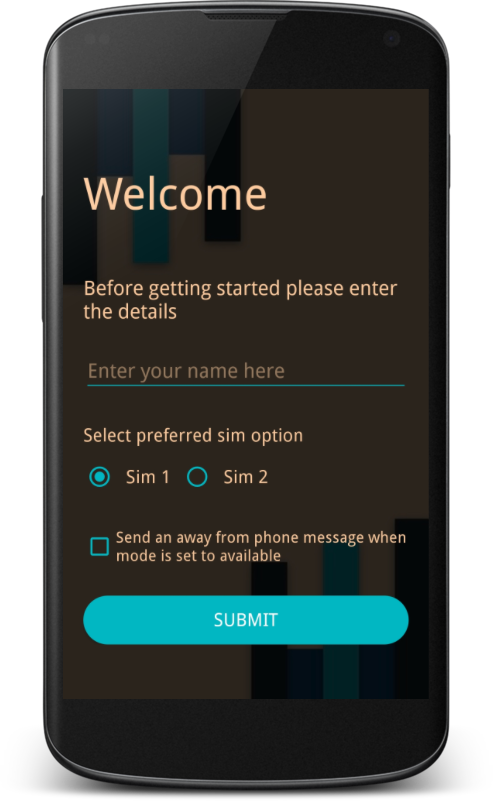 Welcome
Before getting started please enter
the details
Enter your name here
Select preferred sim option
Sim 1 Sim 2
Send an away from phone message when
mode is set to available
SUBMIT